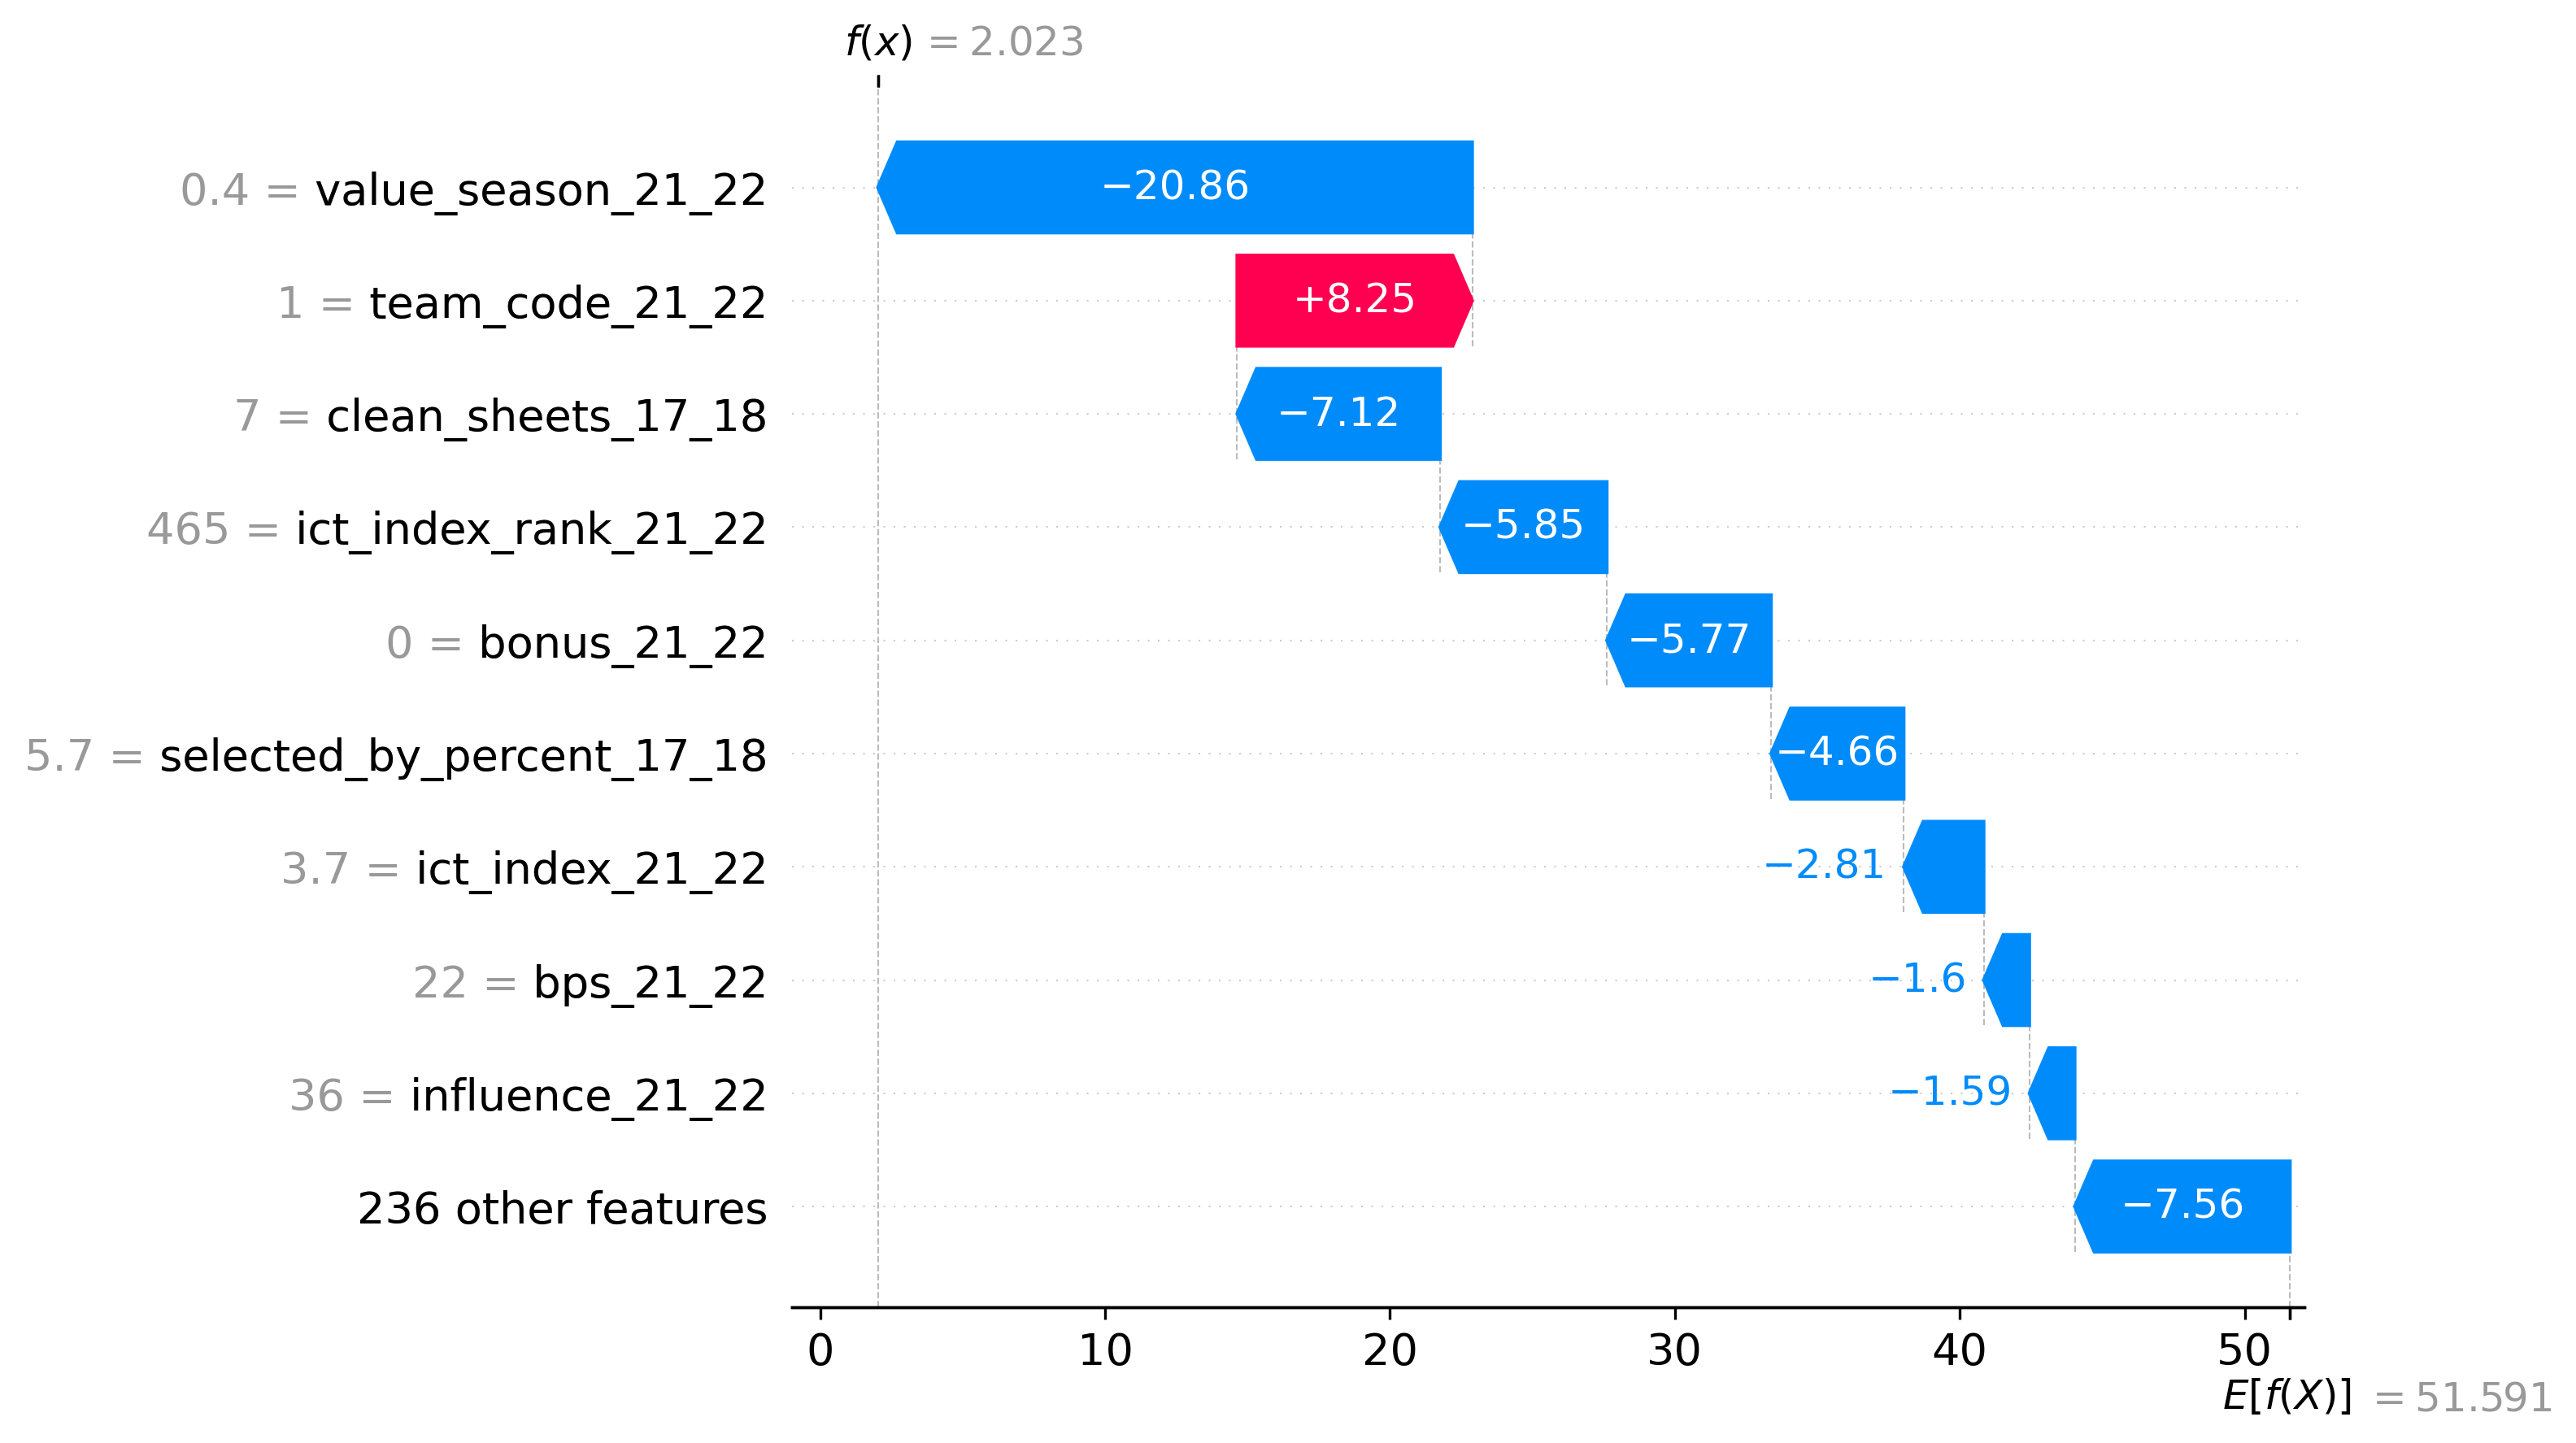 f(x) = 2.023
0.4 = value_season_21_22
−20.86
1 = team_code_21_22
+8.25
7 = clean_sheets_17_18
−7.12
465 = ict_index_rank_21_22
−5.85
0 = bonus_21_22
−5.77
5.7 = selected_by_percent_17_18
−4.66
3.7 = ict_index_21_22
−2.81
22 = bps_21_22
−1.6
36 = influence_21_22
−1.59
236 other features
−7.56
0 10 20 30 40 50
E[f(X)] = 51.591